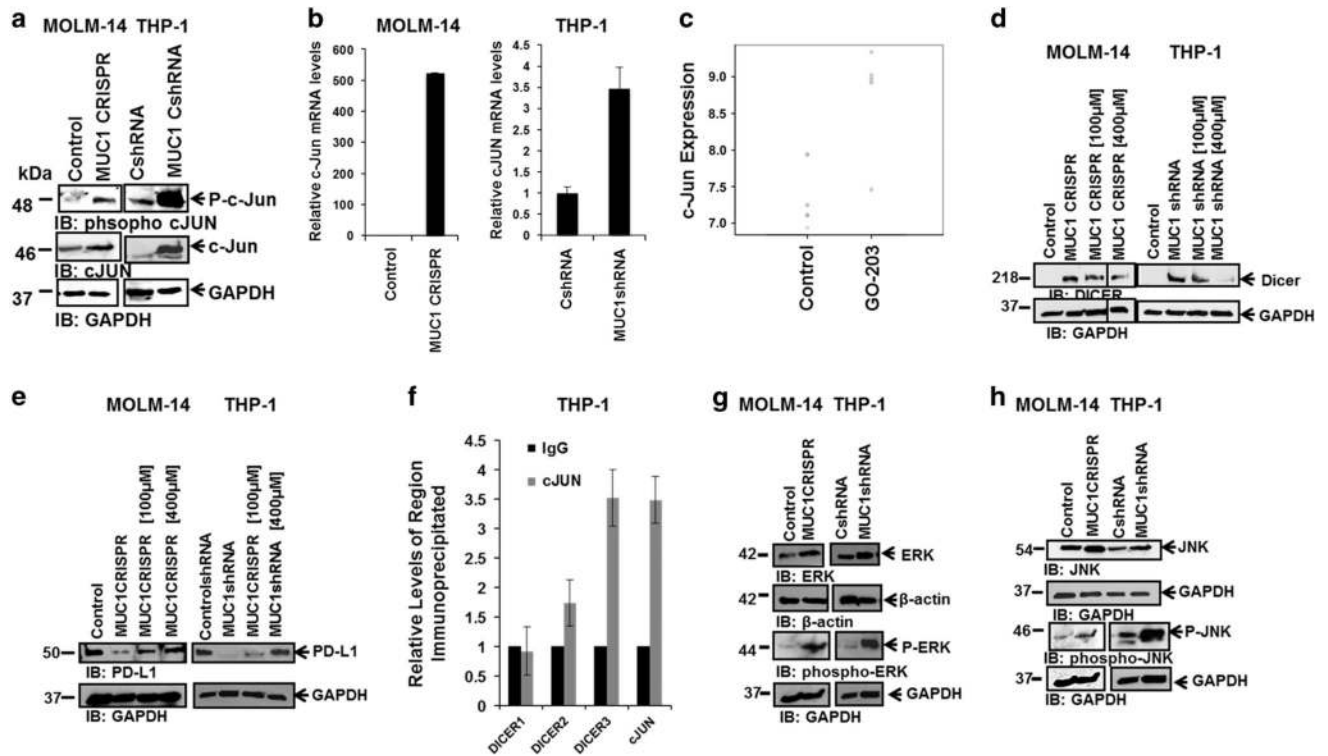 a
MOLM-14 THP-1
Control
MUC1 CRISPR
CshRNA
MUC1 CshRNA
kDa
48
P-c-Jun
IB: phsopho cJUN
46
c-Jun
IB: cJUN
37
GAPDH
IB: GAPDH
b
MOLM-14
Relative c-Jun mRNA levels
600
500
400
300
200
100
0
Control
MUC1 CRISPR
THP-1
Relative cJUN mRNA levels
4.5
4
3.5
3
2.5
2
1.5
1
0.5
0
CshRNA
MUC1shRNA
c
c-Jun Expression
9.0
8.5
8.0
7.5
7.0
Control
GO-203
d
MOLM-14 THP-1
Control
MUC1 CRISPR
MUC1 CRISPR [100μM]
MUC1 CRISPR [400μM]
Control
MUC1 shRNA
MUC1 shRNA [100μM]
MUC1 shRNA [400μM]
218
Dicer
IB: DICER
37
GAPDH
IB: GAPDH
e
MOLM-14 THP-1
Control
MUC1CRISPR
MUC1CRISPR [100μM]
MUC1CRISPR [400μM]
ControlshRNA
MUC1shRNA
MUC1CRISPR [100μM]
MUC1shRNA [400μM]
50
PD-L1
IB: PD-L1
37
GAPDH
IB: GAPDH
f
THP-1
Relative Levels of Region
Immunoprecipitated
4.5
4
3.5
3
2.5
2
1.5
1
0.5
0
IgG
cJUN
DICER1
DICER2
DICER3
cJUN
g
MOLM-14 THP-1
Control
MUC1CRISPR
CshRNA
MUC1shRNA
42
ERK
IB: ERK
42
β-actin
IB: β-actin
44
P-ERK
IB: phospho-ERK
37
GAPDH
IB: GAPDH
h
MOLM-14 THP-1
Control
MUC1CRISPR
CshRNA
MUC1shRNA
54
JNK
IB: JNK
37
GAPDH
IB: GAPDH
46
P-JNK
IB: phospho-JNK
37
GAPDH
IB: GAPDH